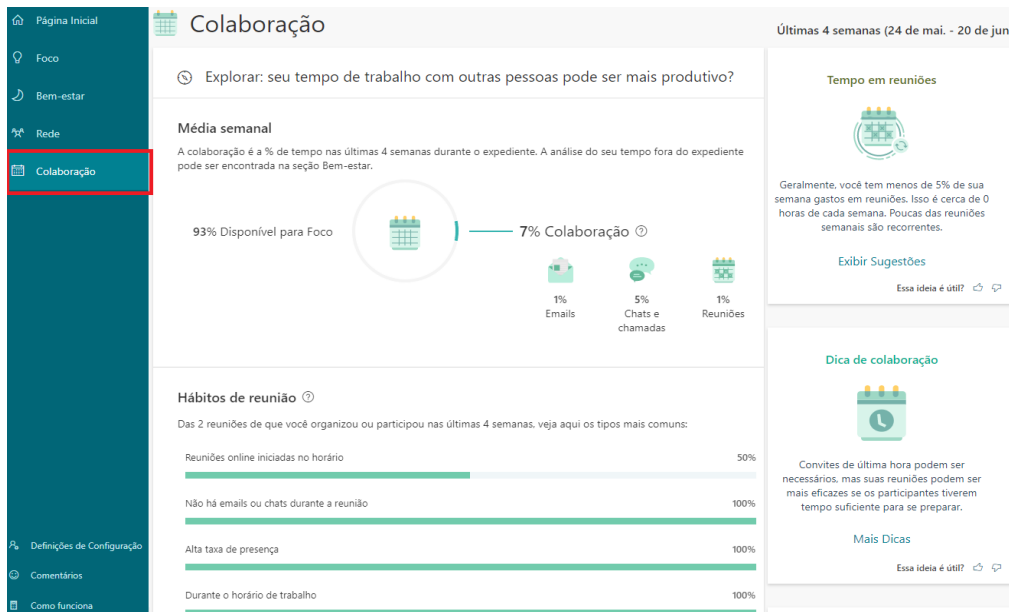 Página Inicial
Foco
Bem-estar
Rede
Colaboração
Definições de Configuração
Comentários
Como funciona
Colaboração
Últimas 4 semanas (24 de mai. - 20 de jun
Explorar: seu tempo de trabalho com outras pessoas pode ser mais produtivo?
Média semanal
A colaboração é a % de tempo nas últimas 4 semanas durante o expediente. A análise do seu tempo fora do expediente
pode ser encontrada na seção Bem-estar.
93% Disponível para Foco
7% Colaboração
1%
Emails
5%
Chats e
chamadas
1%
Reuniões
Hábitos de reunião
Das 2 reuniões de que você organizou ou participou nas últimas 4 semanas, veja aqui os tipos mais comuns:
Reuniões online iniciadas no horário 50%
Não há emails ou chats durante a reunião 100%
Alta taxa de presença 100%
Durante o horário de trabalho 100%
Tempo em reuniões
Geralmente, você tem menos de 5% de sua
semana gastos em reuniões. Isso é cerca de 0
horas de cada semana. Poucas das reuniões
semanais são recorrentes.
Exibir Sugestões
Essa ideia é útil?
Dica de colaboração
Convites de última hora podem ser
necessários, mas suas reuniões podem ser
mais eficazes se os participantes tiverem
tempo suficiente para se preparar.
Mais Dicas
Essa ideia é útil?